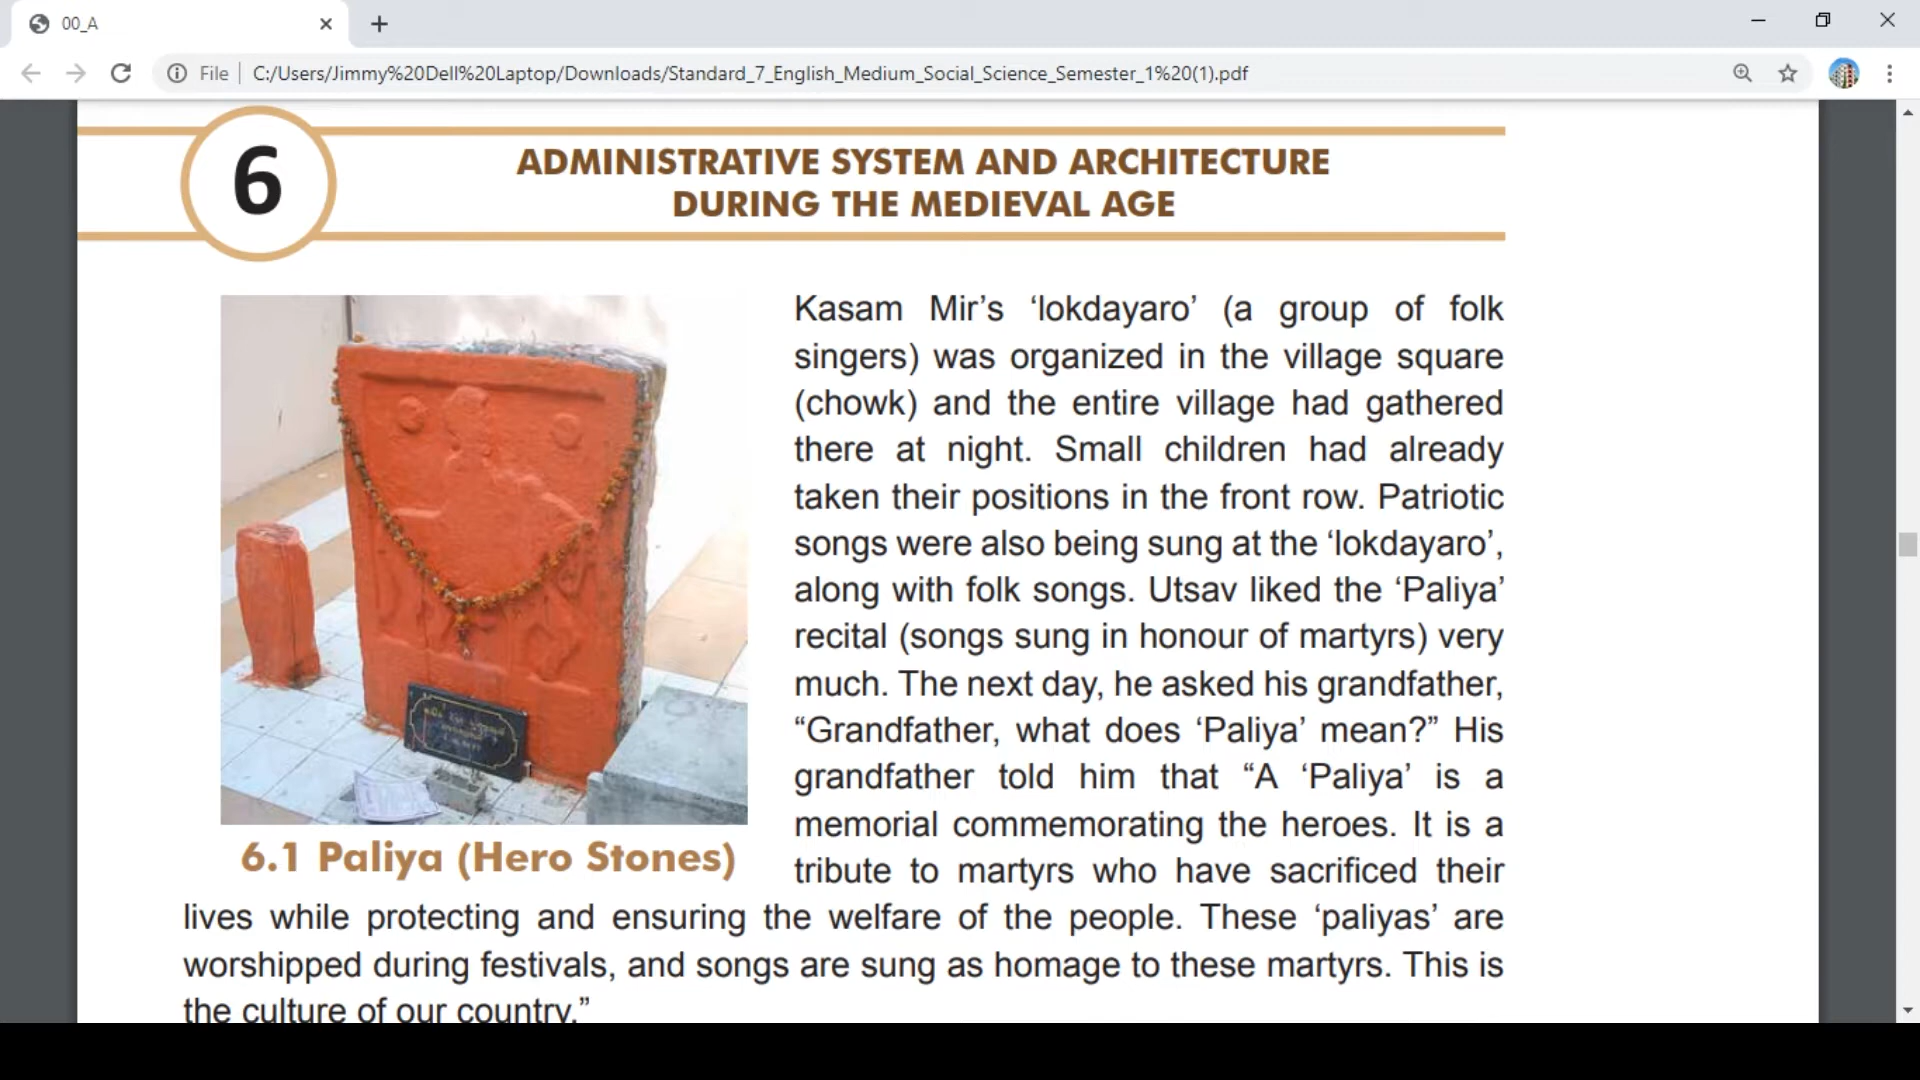 00_A
File
C:/Users/Jimmy%20Dell%20Laptop/Downloads/Standard_7_English_Medium_Social_Science_Semester_1%20(1).pdf
6
ADMINISTRATIVE SYSTEM AND ARCHITECTURE
DURING THE MEDIEVAL AGE
Kasam Mir’s ‘lokdayaro’ (a group of folk
singers) was organized in the village square
(chowk) and the entire village had gathered
there at night. Small children had already
taken their positions in the front row. Patriotic
songs were also being sung at the ‘lokdayaro’,
along with folk songs. Utsav liked the ‘Paliya’
recital (songs sung in honour of martyrs) very
much. The next day, he asked his grandfather,
“Grandfather, what does ‘Paliya’ mean?” His
grandfather told him that “A ‘Paliya’ is a
memorial commemorating the heroes. It is a
tribute to martyrs who have sacrificed their
6.1 Paliya (Hero Stones)
lives while protecting and ensuring the welfare of the people. These ‘paliyas’ are
worshipped during festivals, and songs are sung as homage to these martyrs. This is
the culture of our country.”